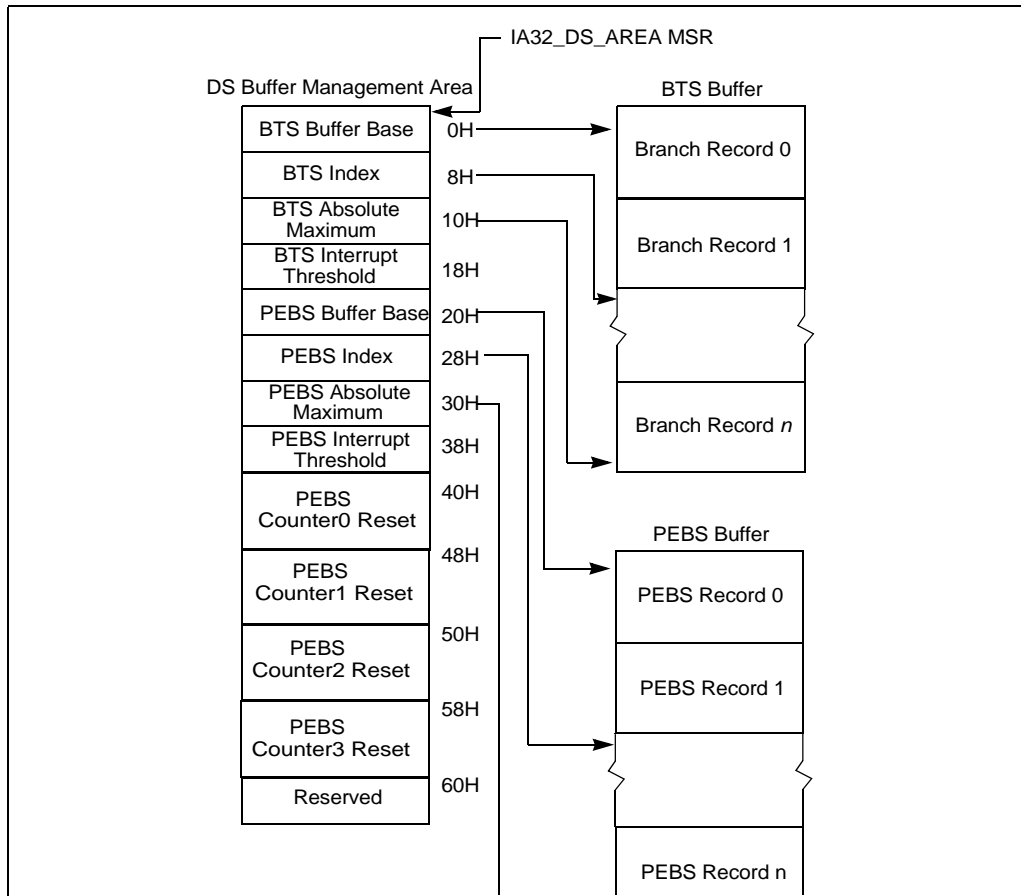 IA32_DS_AREA MSR
DS Buffer Management Area
BTS Buffer Base
0H
BTS Index
8H
BTS Absolute
Maximum
10H
BTS Interrupt
Threshold
18H
PEBS Buffer Base
20H
PEBS Index
28H
PEBS Absolute
Maximum
30H
PEBS Interrupt
Threshold
38H
PEBS
Counter0 Reset
40H
PEBS
Counter1 Reset
48H
PEBS
Counter2 Reset
50H
PEBS
Counter3 Reset
58H
Reserved
60H
BTS Buffer
Branch Record 0
Branch Record 1
Branch Record n
PEBS Buffer
PEBS Record 0
PEBS Record 1
PEBS Record n